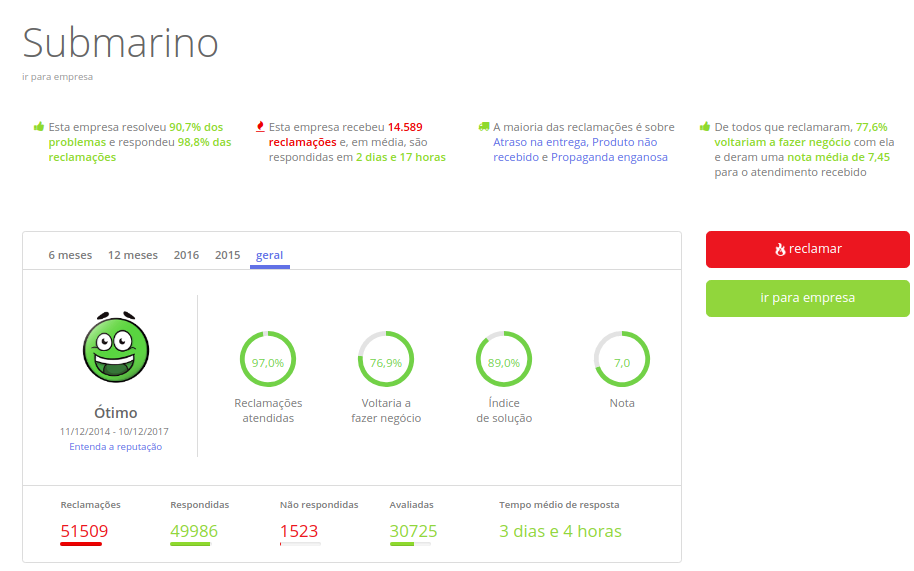 Submarino
ir para empresa
Esta empresa resolveu 90,7% dos
problemas e respondeu 98,8% das
reclamações
Esta empresa recebeu 14.589
reclamações e, em média, são
respondidas em 2 dias e 17 horas
A maioria das reclamações é sobre
Atraso na entrega, Produto não
recebido e Propaganda enganosa
De todos que reclamaram, 77,6%
voltariam a fazer negócio com ela
e deram uma nota média de 7,45
para o atendimento recebido
6 meses 12 meses 2016 2015 geral
reclamar
ir para empresa
97,0% 76,9% 89,0% 7,0
Reclamações
atendidas
Voltaria a
fazer negócio
Índice
de solução
Nota
Ótimo
11/12/2014 - 10/12/2017
Entenda a reputação
Reclamações Respondidas Não respondidas Avaliadas Tempo médio de resposta
51509 49986 1523 30725 3 dias e 4 horas